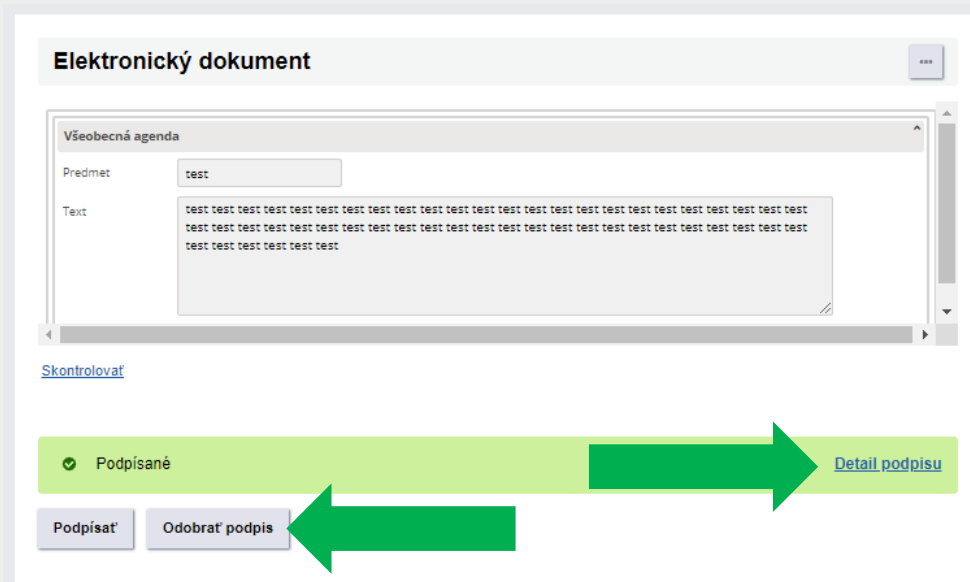 Elektronický dokument
Všeobecná agenda
Predmet
test
Text
test test test test test test test test test test test test test test test test test test test test test test test test
test test test test test test test test test test test test test test test test test test test test test test test test
test test test test test test
Skontrolovať
Podpísané
Detail podpisu
Podpísať
Odobrať podpis